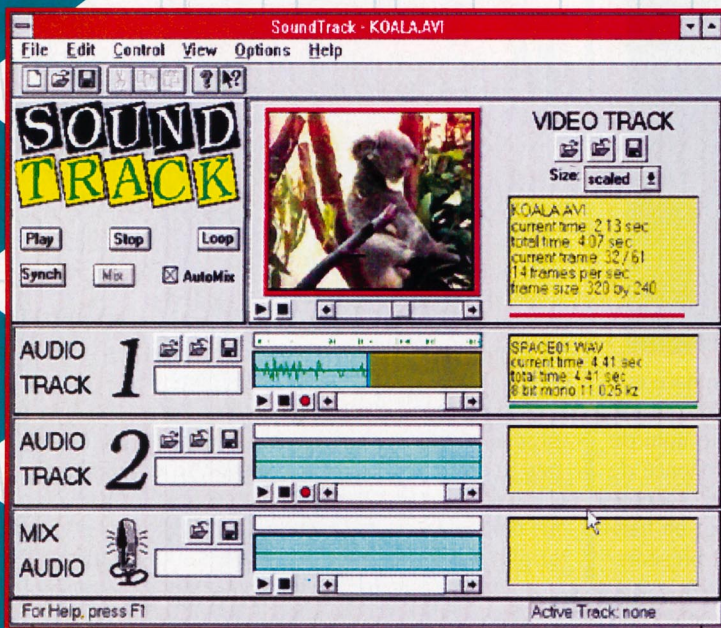 SoundTrack - KOALA.AVI
File Edit Control View Options Help
SOUND
TRACK
Play Stop Loop
Synch Mix AutoMix
VIDEO TRACK
Size: scaled
KOALA.AVI
current time 2.13 sec
total time 4.07 sec
current frame 32 / 61
14 frames per sec
frame size 320 by 240
AUDIO
TRACK
1
SPACE01.WAV
current time 4.41 sec
total time 4.41 sec
8 bit mono 11.025 kz
AUDIO
TRACK
2
MIX
AUDIO
For Help, press F1
Active Track: none